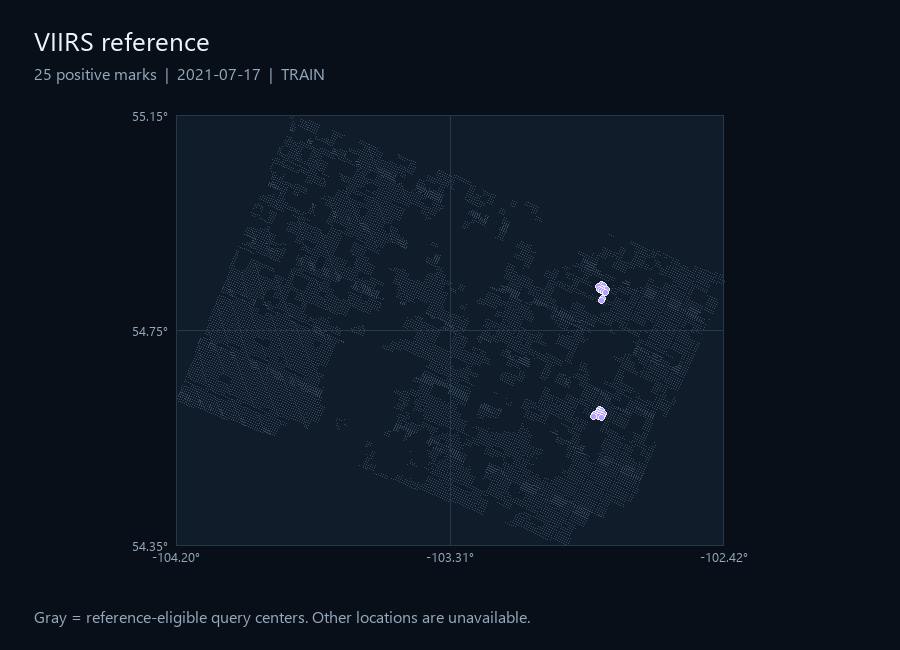 VIIRS reference
25 positive marks | 2021-07-17 | TRAIN
55.15°
54.75°
54.35°
-104.20°
-103.31°
-102.42°
Gray = reference-eligible query centers. Other locations are unavailable.